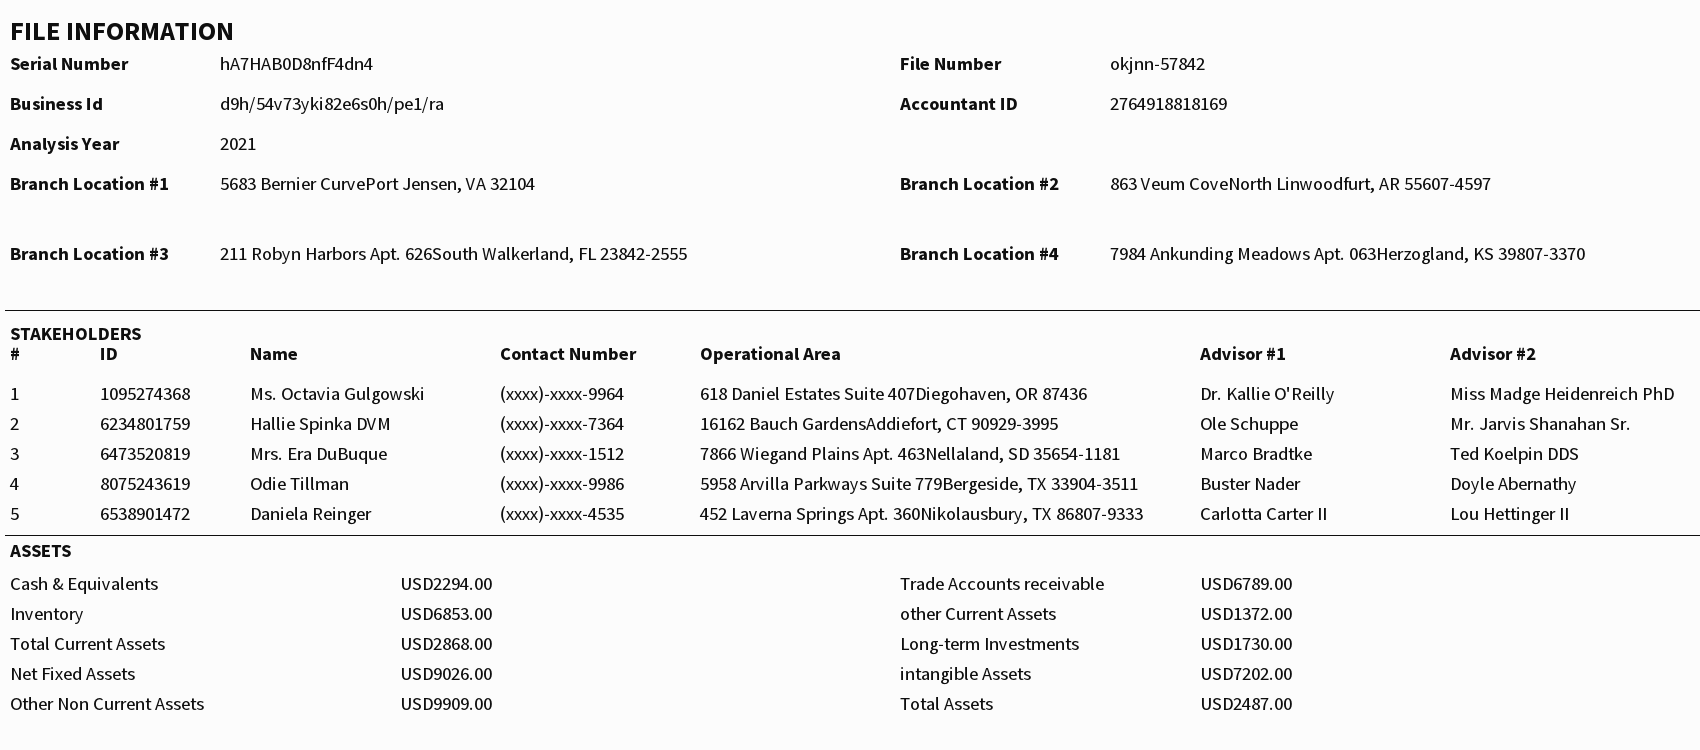 FILE INFORMATION
Serial Number hA7HAB0D8nfF4dn4 File Number okjnn-57842
Business Id d9h/54v73yki82e6s0h/pe1/ra Accountant ID 2764918818169
Analysis Year 2021
Branch Location #1 5683 Bernier CurvePort Jensen, VA 32104 Branch Location #2 863 Veum CoveNorth Linwoodfurt, AR 55607-4597
Branch Location #3 211 Robyn Harbors Apt. 626South Walkerland, FL 23842-2555 Branch Location #4 7984 Ankunding Meadows Apt. 063Herzogland, KS 39807-3370
STAKEHOLDERS
# ID Name Contact Number Operational Area Advisor #1 Advisor #2
1 1095274368 Ms. Octavia Gulgowski (xxxx)-xxxx-9964 618 Daniel Estates Suite 407Diegohaven, OR 87436 Dr. Kallie O'Reilly Miss Madge Heidenreich PhD
2 6234801759 Hallie Spinka DVM (xxxx)-xxxx-7364 16162 Bauch GardensAddiefort, CT 90929-3995 Ole Schuppe Mr. Jarvis Shanahan Sr.
3 6473520819 Mrs. Era DuBuque (xxxx)-xxxx-1512 7866 Wiegand Plains Apt. 463Nellaland, SD 35654-1181 Marco Bradtke Ted Koelpin DDS
4 8075243619 Odie Tillman (xxxx)-xxxx-9986 5958 Arvilla Parkways Suite 779Bergeside, TX 33904-3511 Buster Nader Doyle Abernathy
5 6538901472 Daniela Reinger (xxxx)-xxxx-4535 452 Laverna Springs Apt. 360Nikolausbury, TX 86807-9333 Carlotta Carter II Lou Hettinger II
ASSETS
Cash & Equivalents USD2294.00 Trade Accounts receivable USD6789.00
Inventory USD6853.00 other Current Assets USD1372.00
Total Current Assets USD2868.00 Long-term Investments USD1730.00
Net Fixed Assets USD9026.00 intangible Assets USD7202.00
Other Non Current Assets USD9909.00 Total Assets USD2487.00